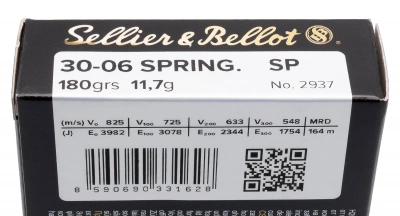 Sellier & Bellot
30-06 SPRING. SP
180grs 11,7g No. 2937
(m/s) V₀ 825 V₁₀₀ 725 V₂₀₀ 633 V₃₀₀ 548 MRD
(J) E₀ 3982 E₁₀₀ 3078 E₂₀₀ 2344 E₃₀₀ 1754 164 m
8 590690 331628